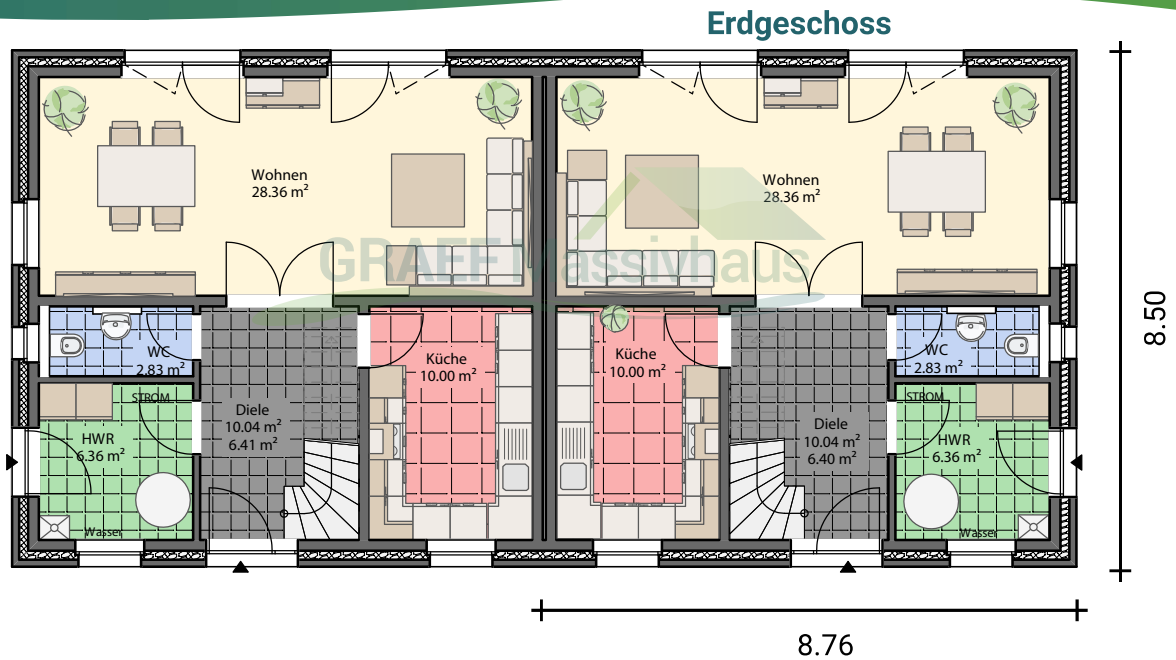 Erdgeschoss
Wohnen
28.36 m²
Wohnen
28.36 m²
GRAEF Massivhaus
WC
2.83 m²
Küche
10.00 m²
Küche
10.00 m²
WC
2.83 m²
STROM
HWR
6.36 m²
Wasser
Diele
10.04 m²
6.41 m²
Diele
10.04 m²
6.40 m²
STROM
HWR
6.36 m²
Wasser
8.50
8.76